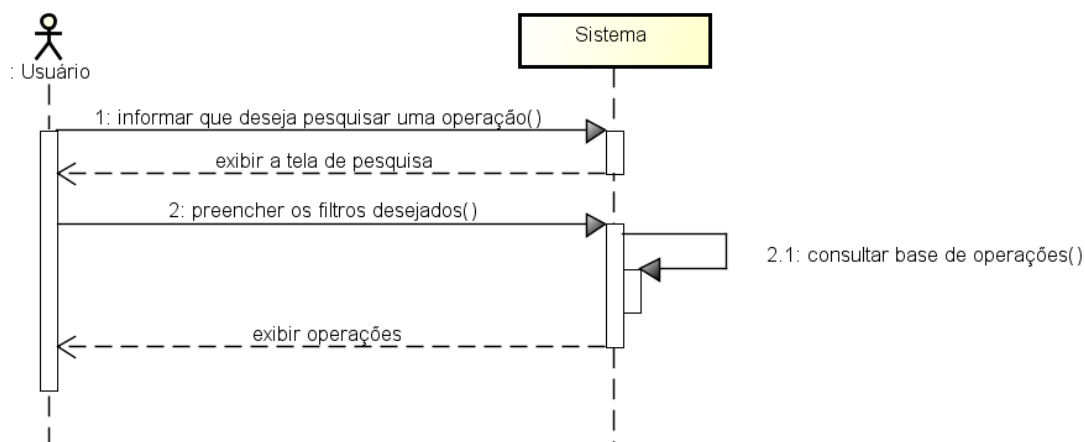 Sistema
: Usuário
1: informar que deseja pesquisar uma operação()
exibir a tela de pesquisa
2: preencher os filtros desejados()
2.1: consultar base de operações()
exibir operações